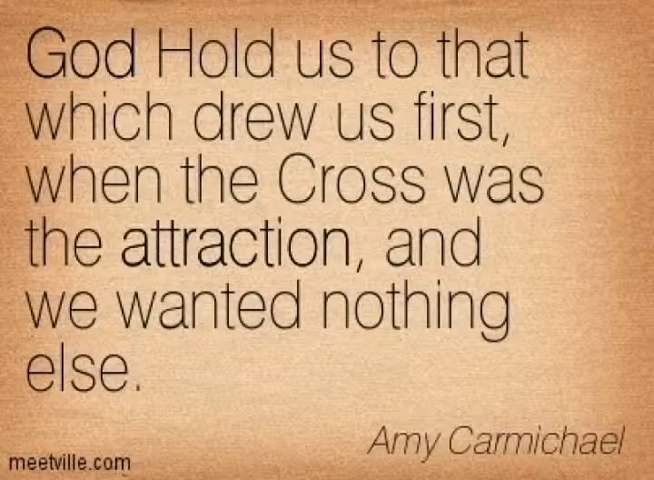 God Hold us to that
which drew us first,
when the Cross was
the attraction, and
we wanted nothing
else.
Amy Carmichael
meetville.com